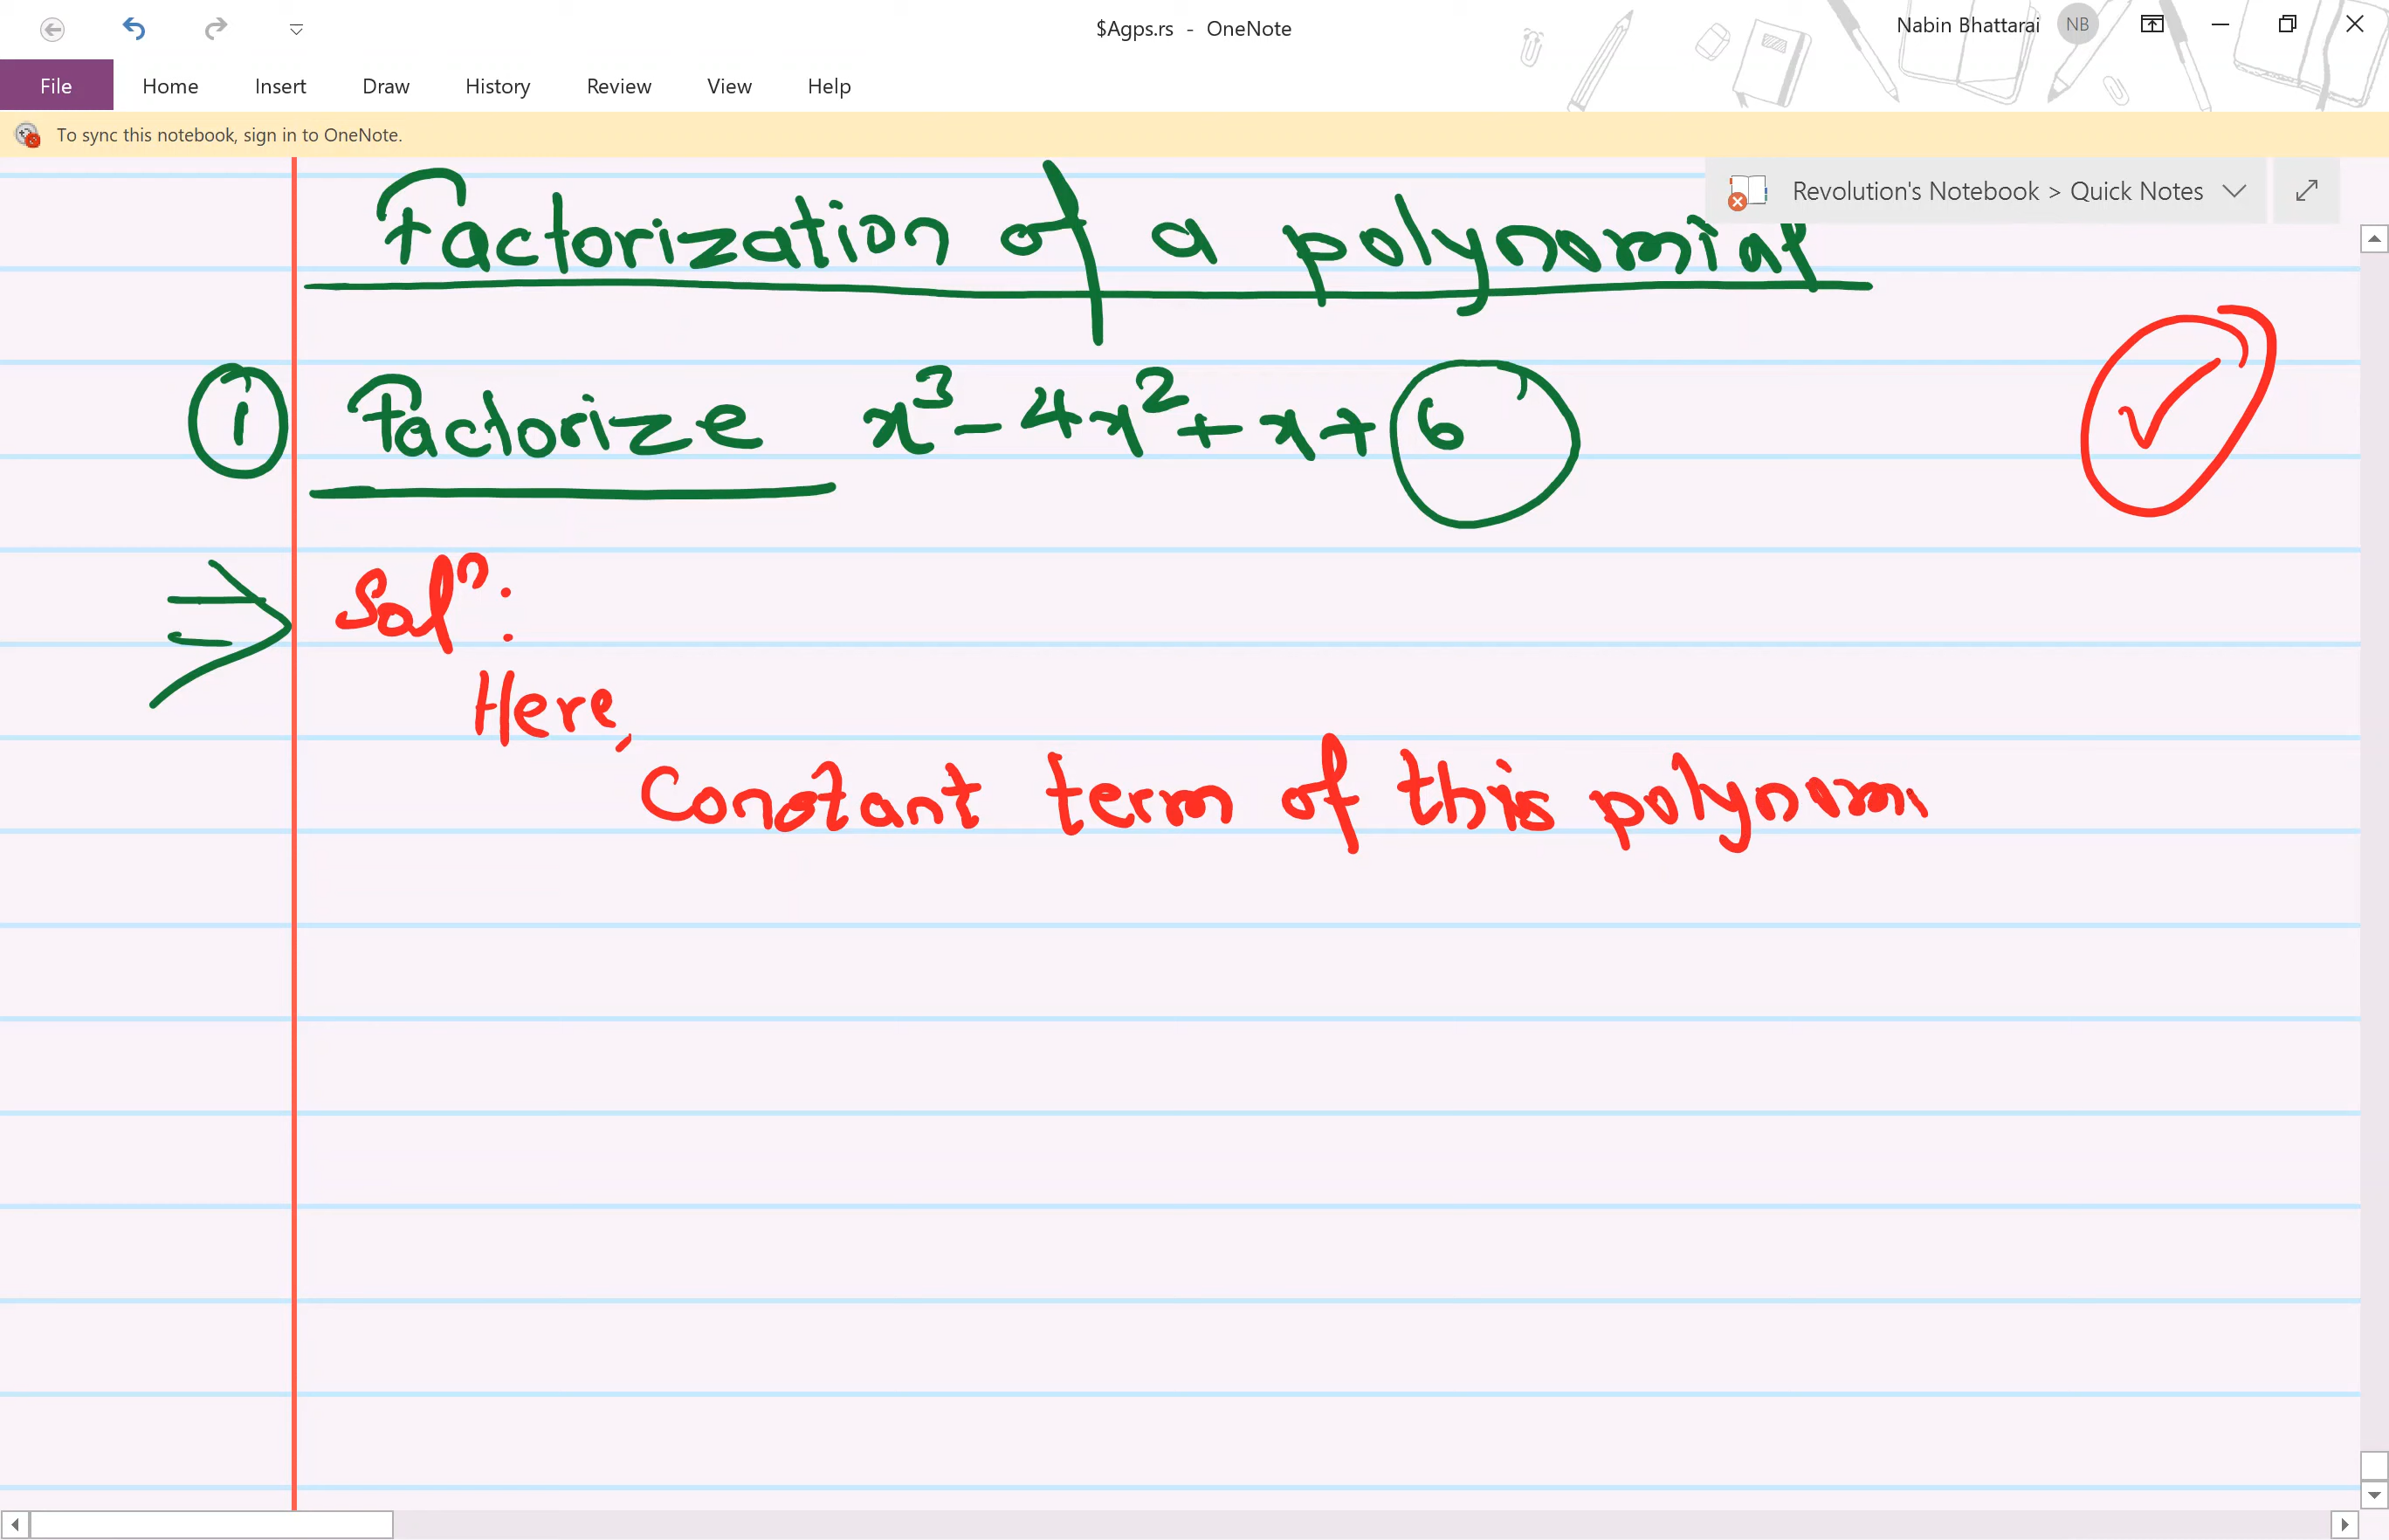 $Agps.rs - OneNote
Nabin Bhattarai NB
File Home Insert Draw History Review View Help
To sync this notebook, sign in to OneNote.
Revolution's Notebook > Quick Notes
Factorization of a polynomial
① Factorize x³ - 4x² + x + 6
⇒ Solⁿ:
Here,
Constant term of this polynomi